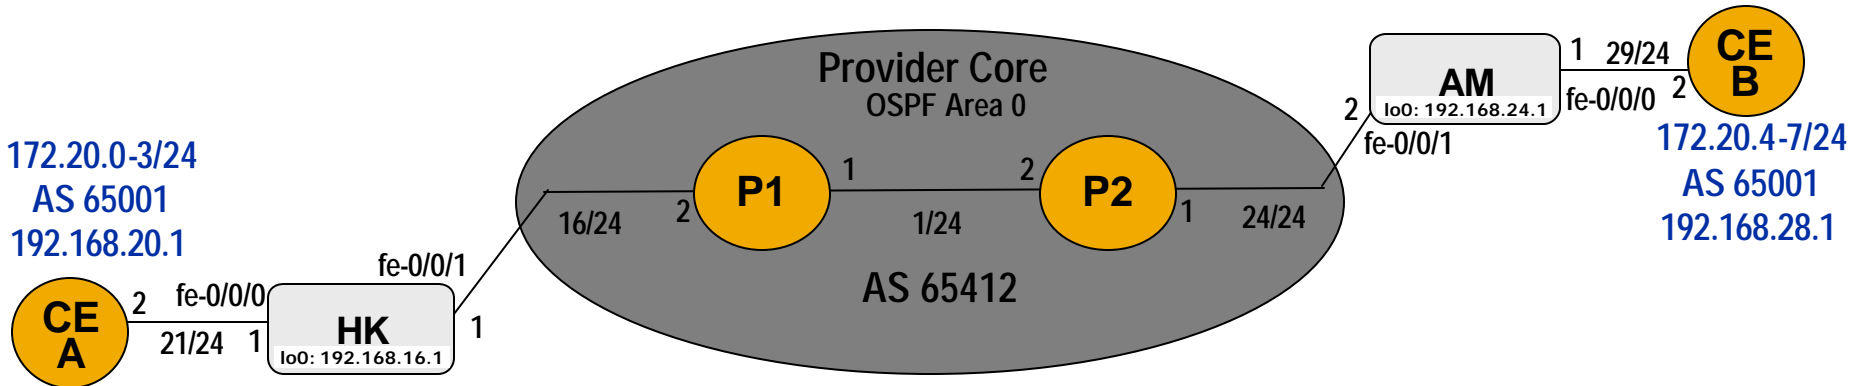 Provider Core
OSPF Area 0
P1
P2
1
2
2
1
16/24
1/24
24/24
AS 65412
172.20.0-3/24
AS 65001
192.168.20.1
CE
A
2
fe-0/0/0
21/24
1
HK
lo0: 192.168.16.1
fe-0/0/1
1
AM
lo0: 192.168.24.1
2
fe-0/0/1
1
29/24
fe-0/0/0
2
CE
B
172.20.4-7/24
AS 65001
192.168.28.1